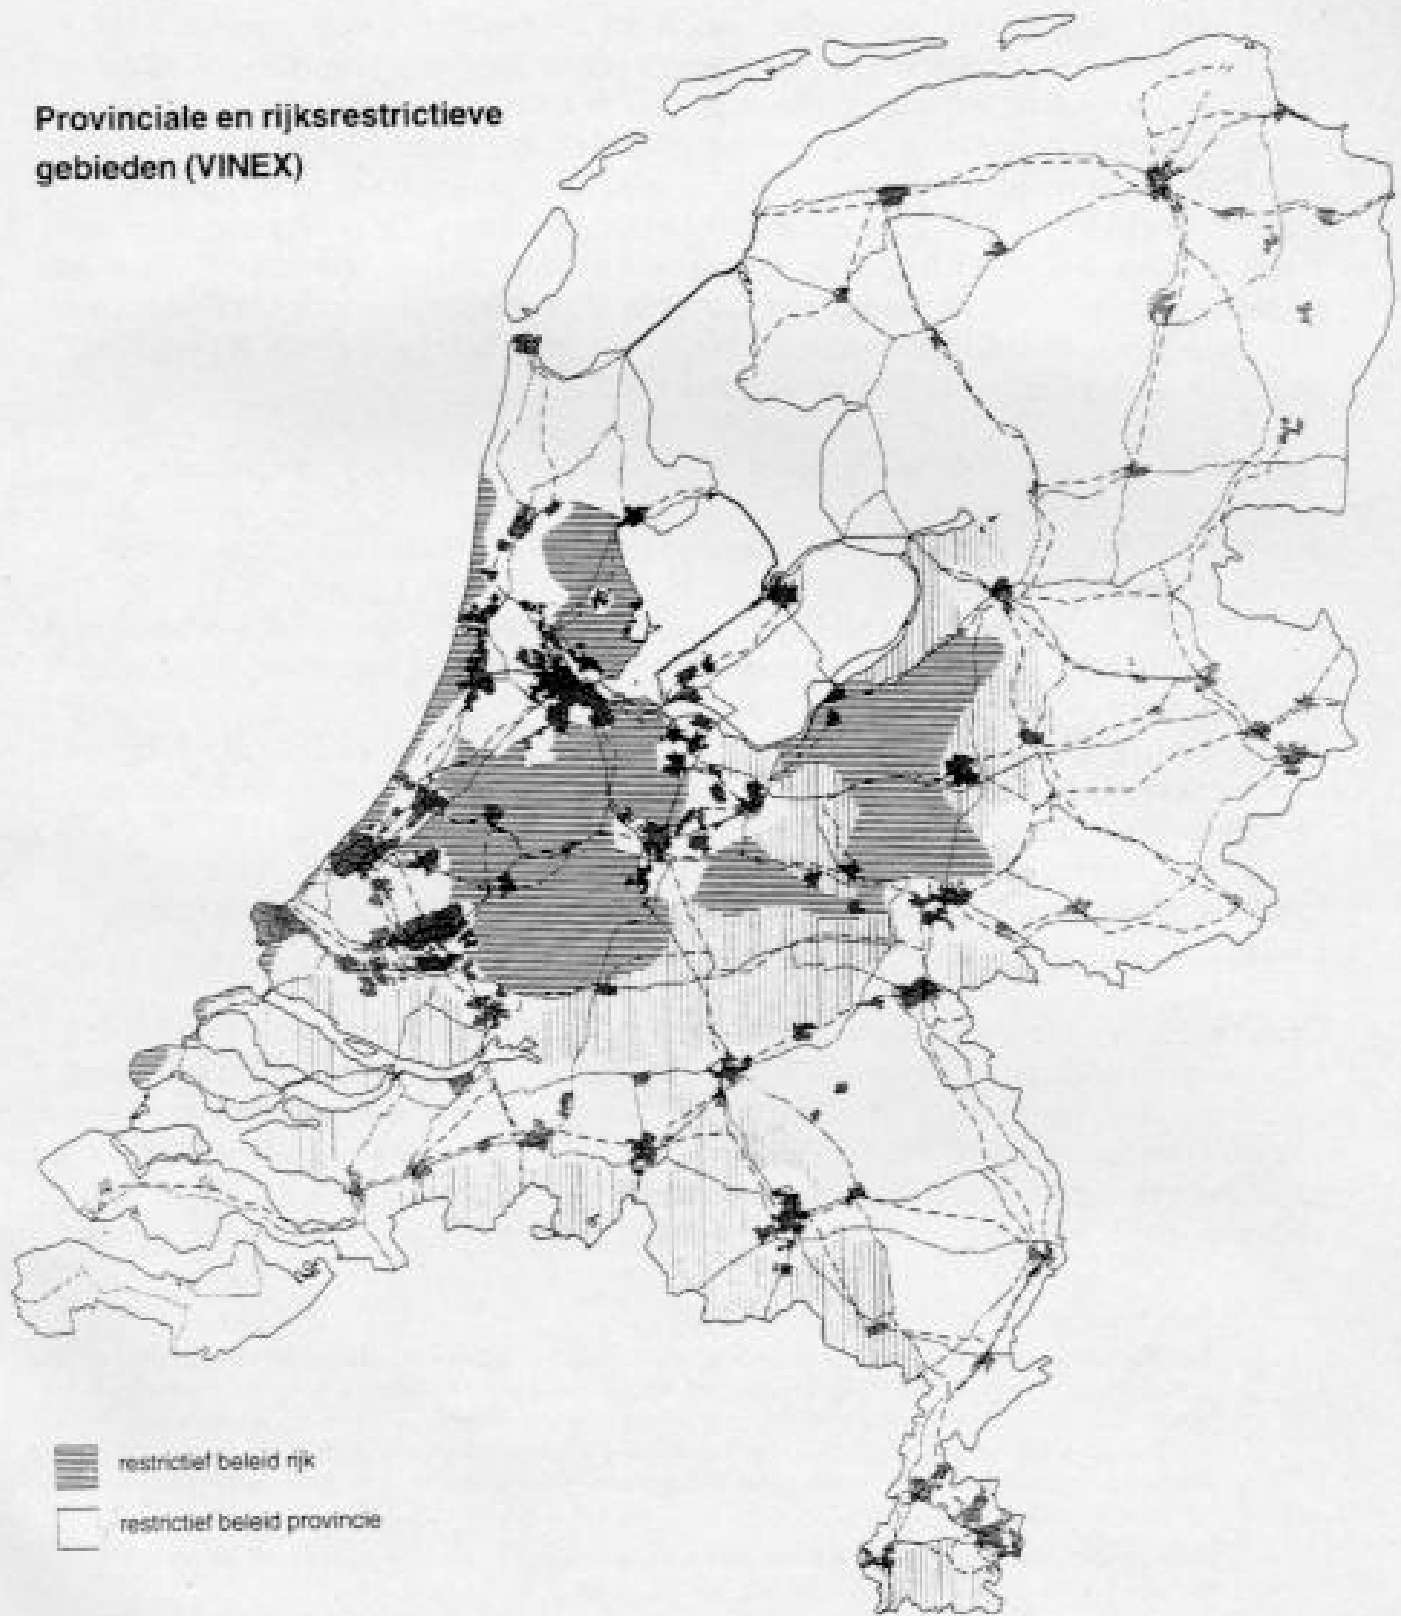 Provinciale en rijksrestrictieve
gebieden (VINEX)
restrictief beleid rijk
restrictief beleid provincie